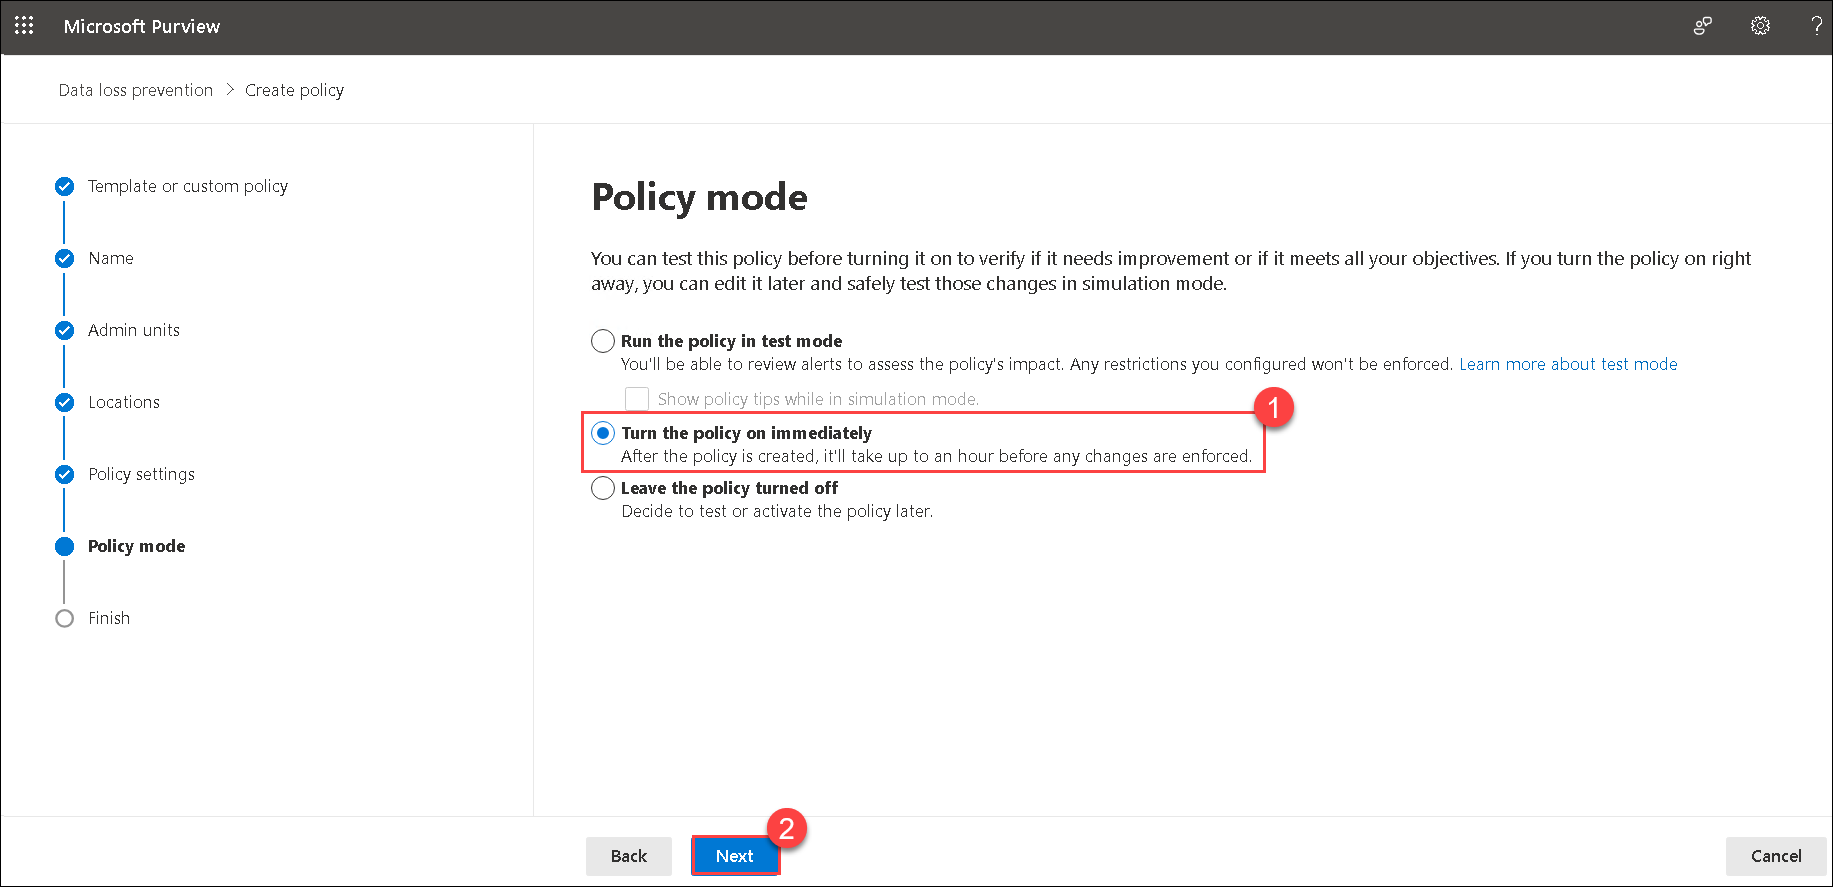 Microsoft Purview
?
Data loss prevention > Create policy
Template or custom policy
Name
Admin units
Locations
Policy settings
Policy mode
Finish
Policy mode
You can test this policy before turning it on to verify if it needs improvement or if it meets all your objectives. If you turn the policy on right
away, you can edit it later and safely test those changes in simulation mode.
Run the policy in test mode
You'll be able to review alerts to assess the policy's impact. Any restrictions you configured won't be enforced. Learn more about test mode
Show policy tips while in simulation mode.
1
Turn the policy on immediately
After the policy is created, it'll take up to an hour before any changes are enforced.
Leave the policy turned off
Decide to test or activate the policy later.
2
Back
Next
Cancel